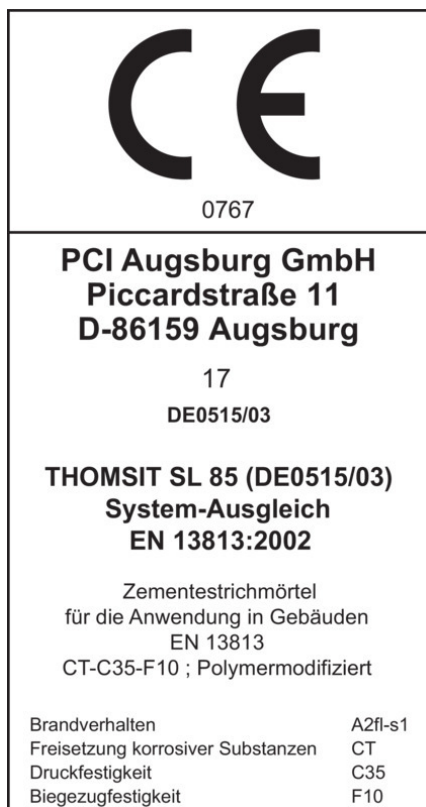 CE
0767
PCI Augsburg GmbH
Piccardstraße 11
D-86159 Augsburg
17
DE0515/03
THOMSIT SL 85 (DE0515/03)
System-Ausgleich
EN 13813:2002
Zementestrichmörtel
für die Anwendung in Gebäuden
EN 13813
CT-C35-F10 ; Polymermodifiziert
Brandverhalten A2fl-s1
Freisetzung korrosiver Substanzen CT
Druckfestigkeit C35
Biegezugfestigkeit F10